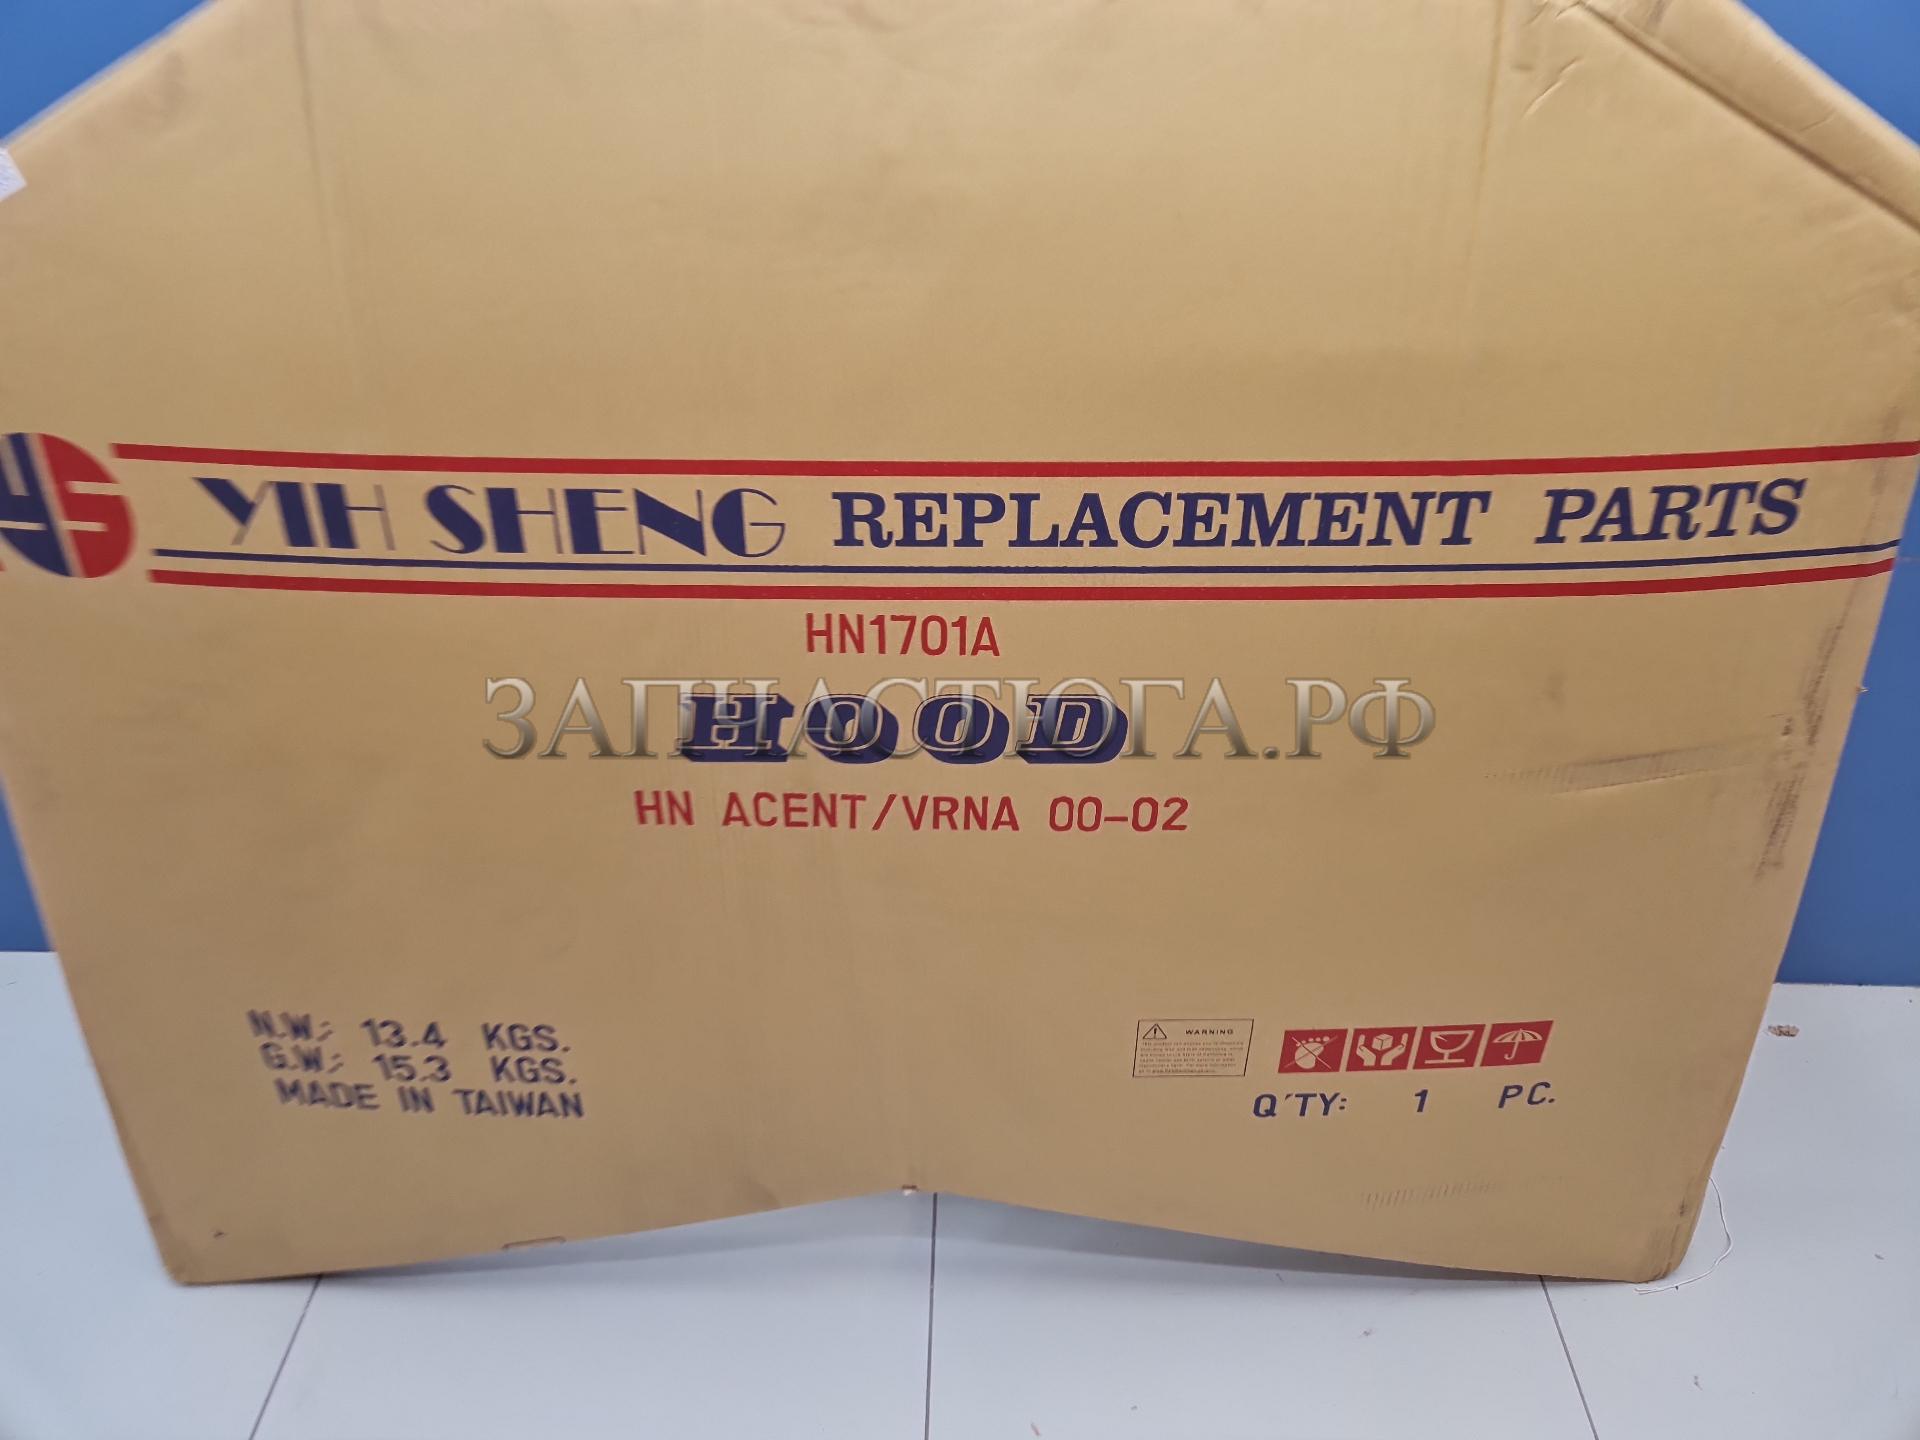 YS
YIH SHENG REPLACEMENT PARTS
HN1701A
HOOD
ЗАПЧАСТЮГА.РФ
HN ACENT/VRNA 00-02
N.W.: 13.4 KGS.
G.W.: 15.3 KGS.
MADE IN TAIWAN
WARNING
Q'TY: 1 PC.